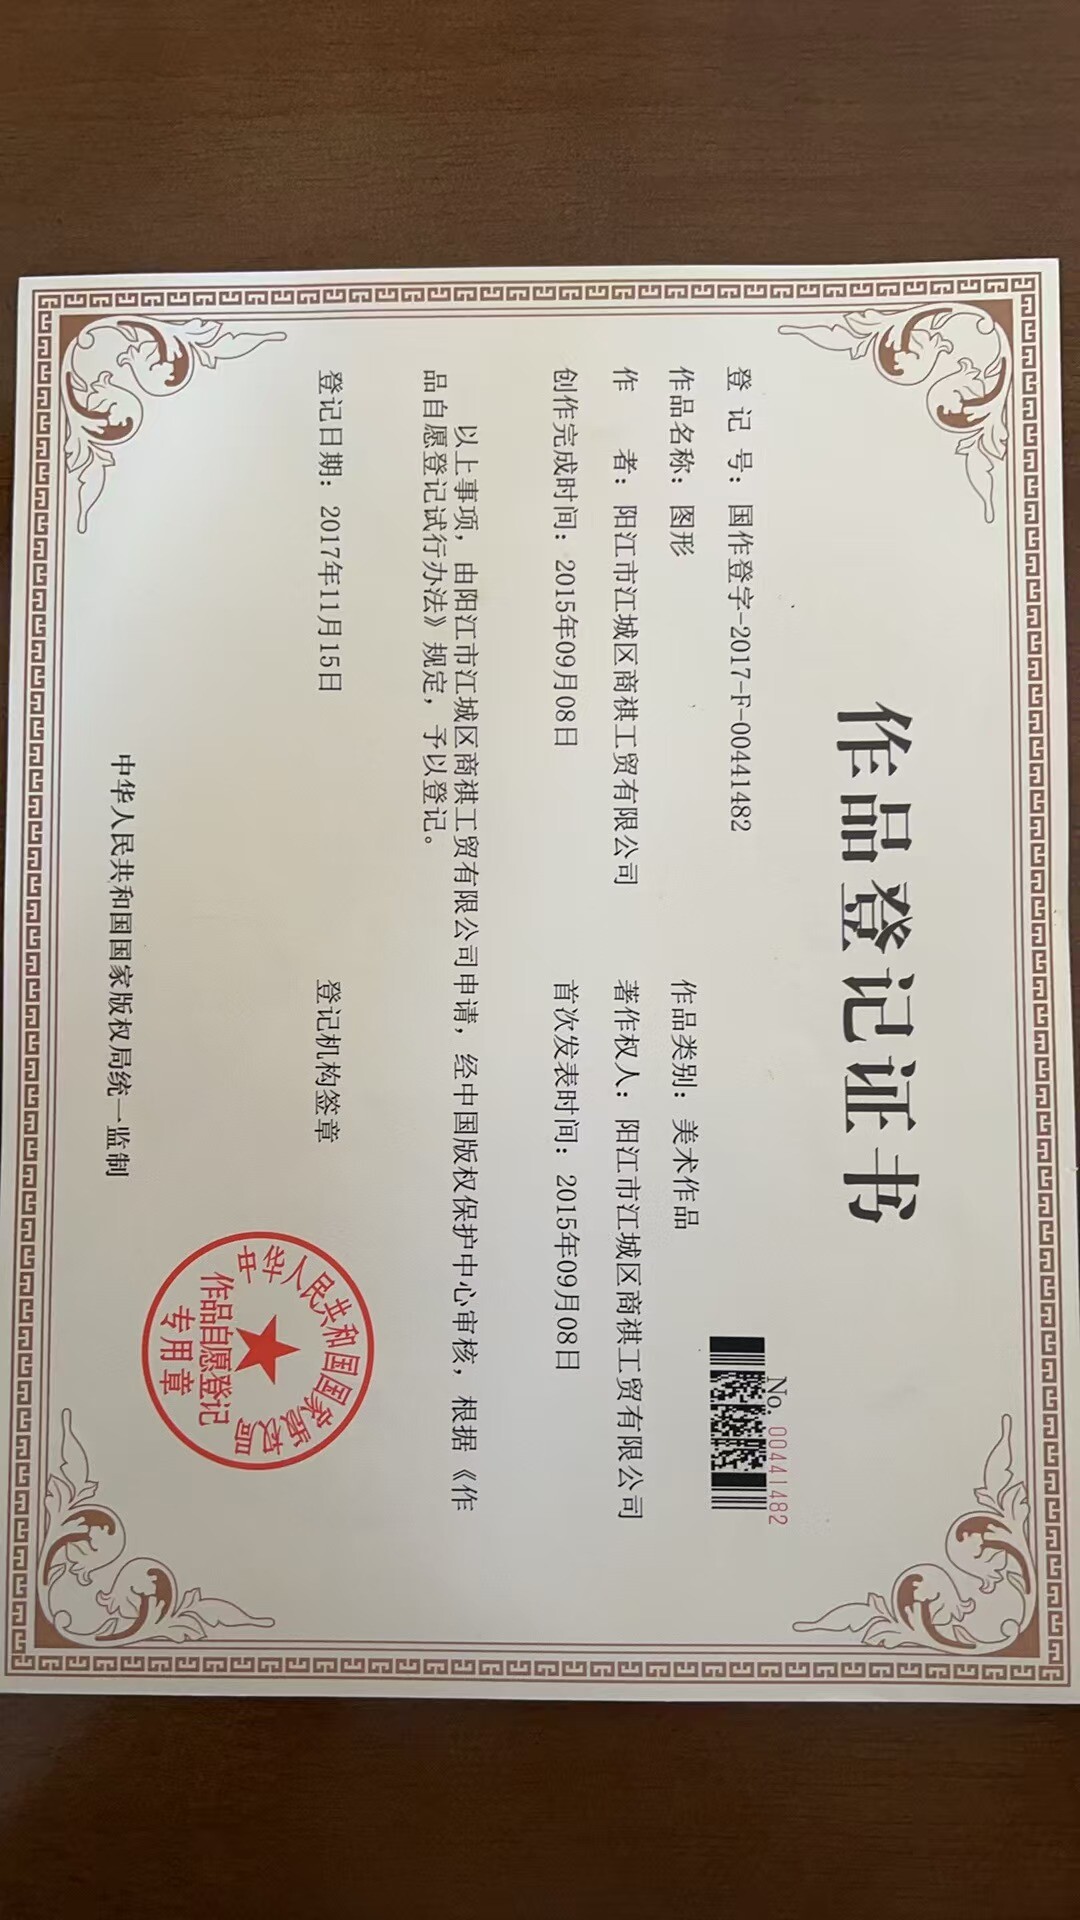 作品登记证书
No. 00441482
登 记 号：国作登字-2017-F-00441482
作品名称：图形 作品类别：美术作品
作 者：阳江市江城区商祺工贸有限公司 著作权人：阳江市江城区商祺工贸有限公司
创作完成时间：2015年09月08日 首次发表时间：2015年09月08日
以上事项，由阳江市江城区商祺工贸有限公司申请，经中国版权保护中心审核，根据《作
品自愿登记试行办法》规定，予以登记。
登记日期：2017年11月15日 登记机构签章
中华人民共和国国家版权局
作品自愿登记
专用章
中华人民共和国国家版权局统一监制